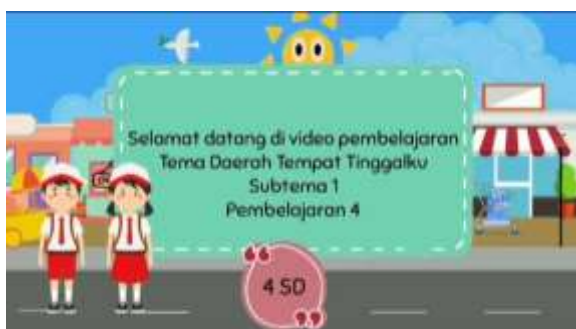 Selamat datang di video pembelajaran
Tema Daerah Tempat Tinggalku
Subtema 1
Pembelajaran 4
4 SD